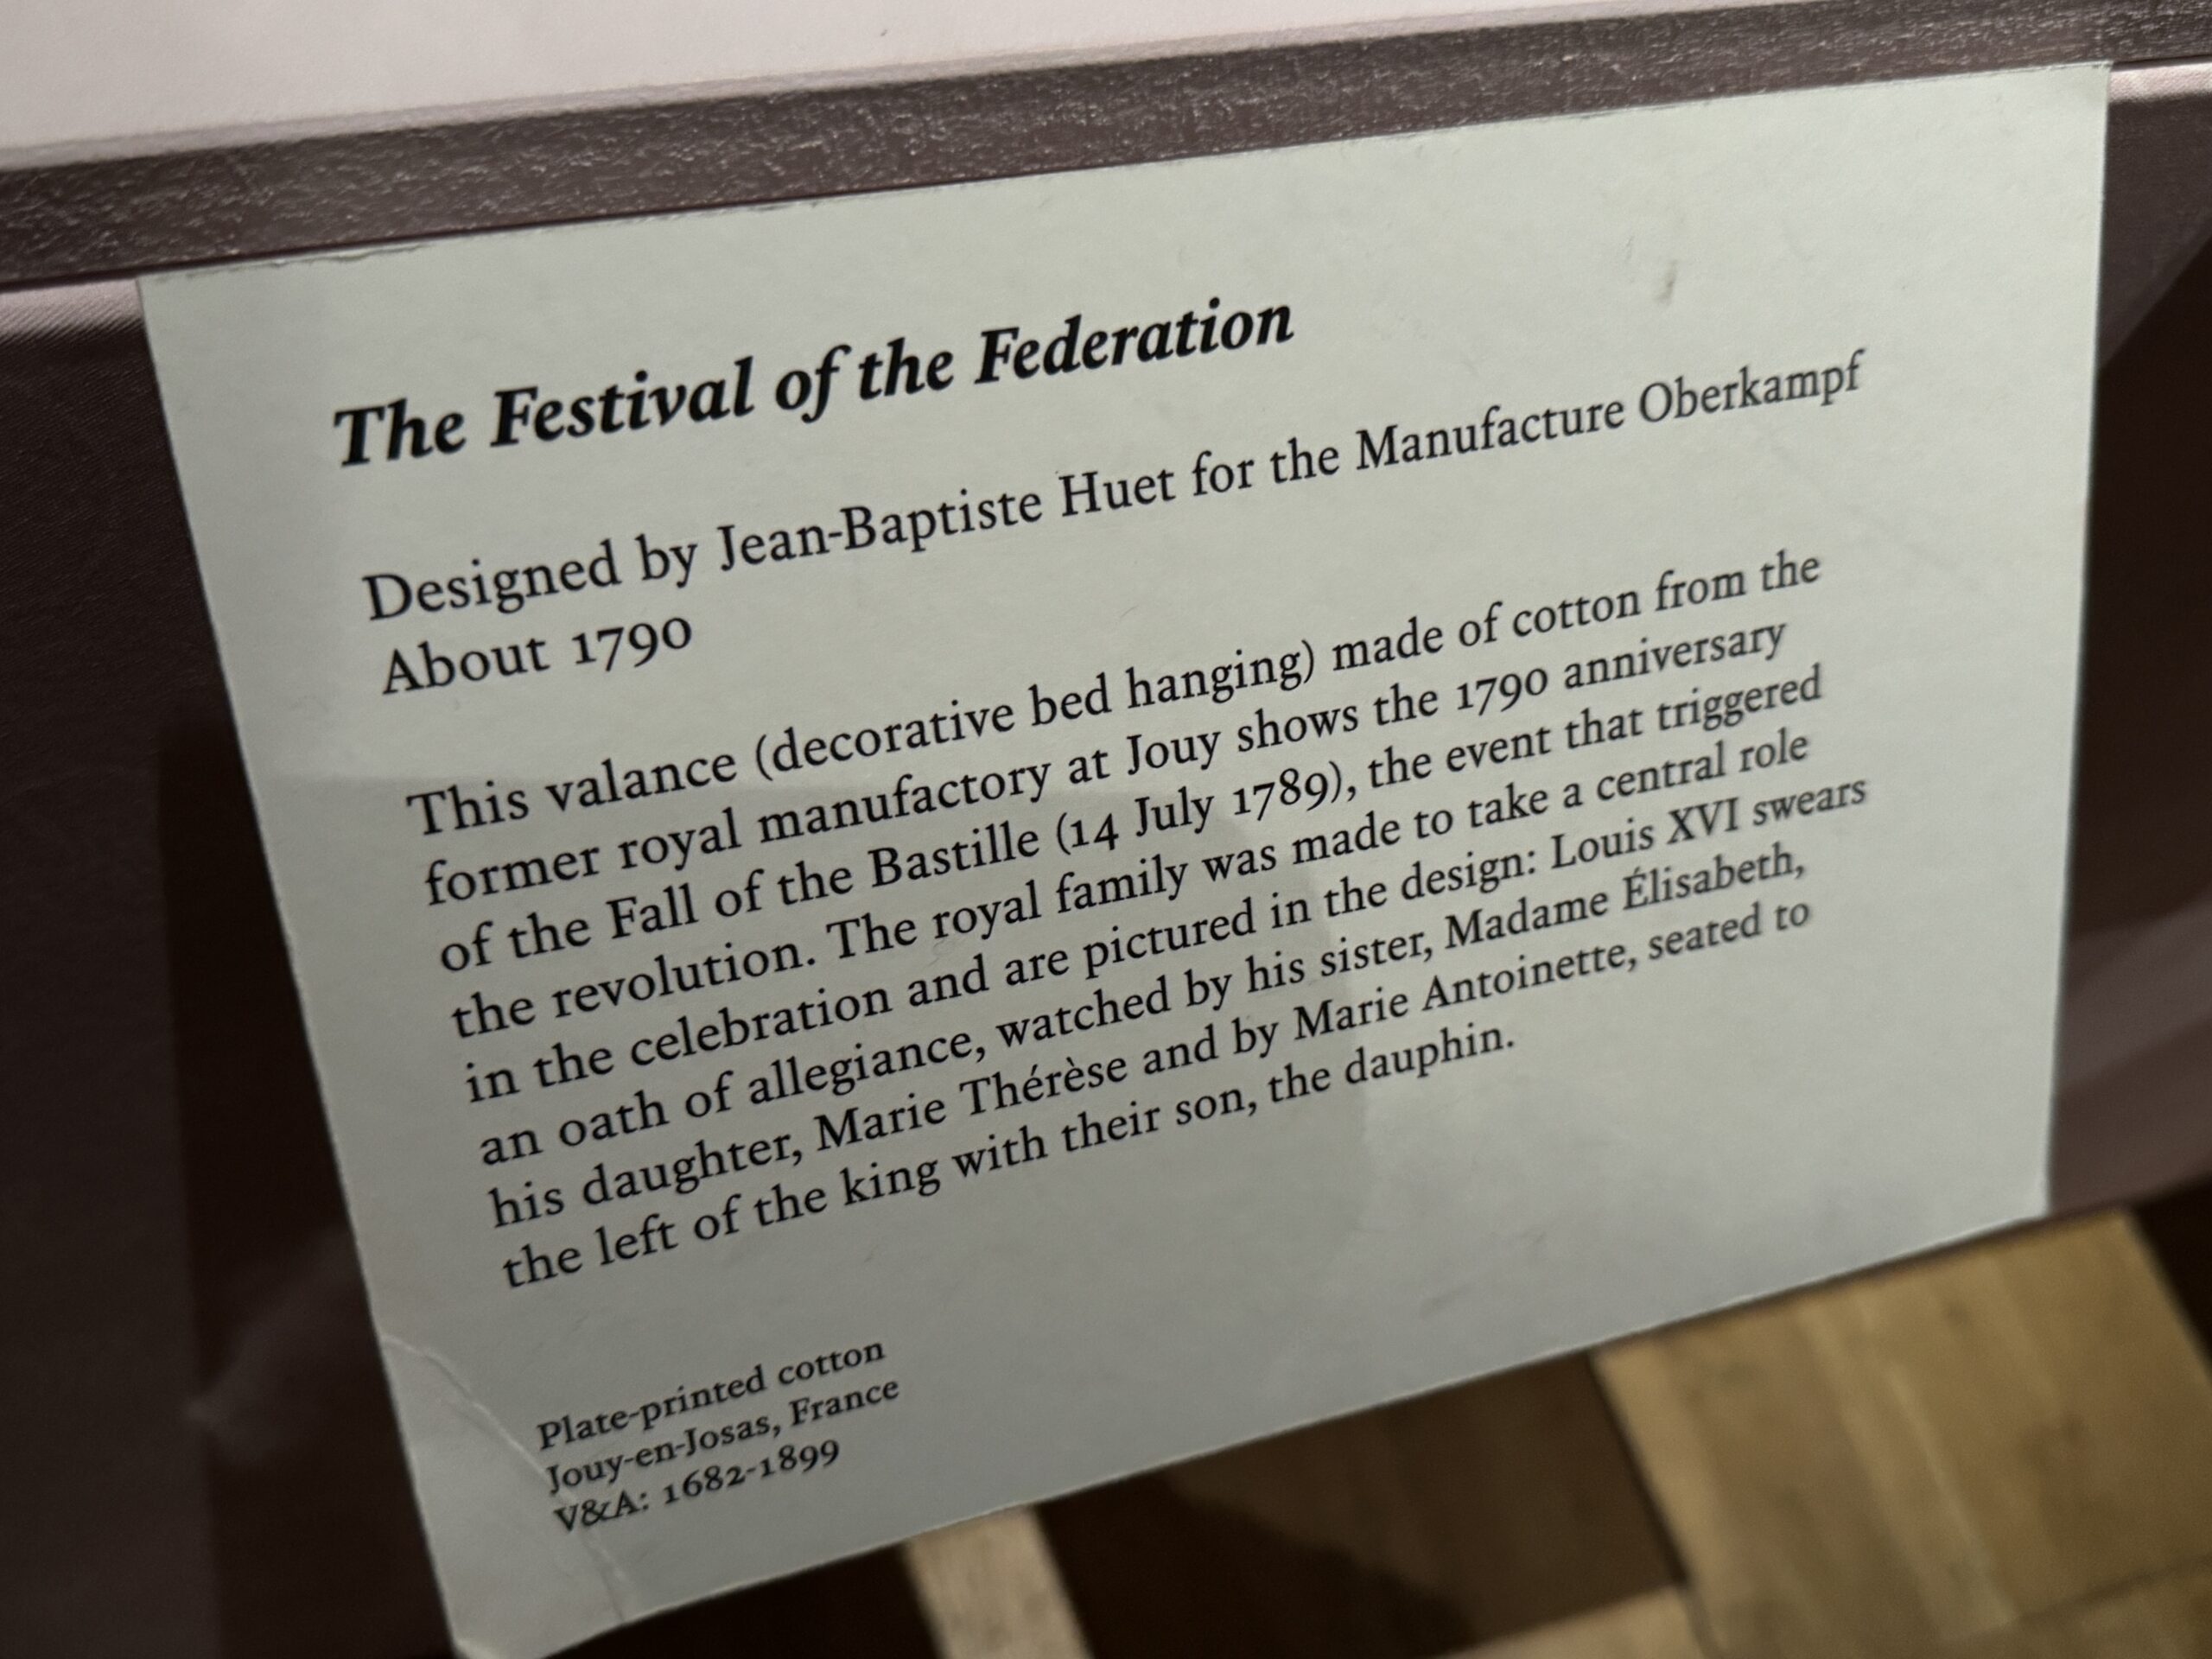 The Festival of the Federation
Designed by Jean-Baptiste Huet for the Manufacture Oberkampf
About 1790
This valance (decorative bed hanging) made of cotton from the
former royal manufactory at Jouy shows the 1790 anniversary
of the Fall of the Bastille (14 July 1789), the event that triggered
the revolution. The royal family was made to take a central role
in the celebration and are pictured in the design: Louis XVI swears
an oath of allegiance, watched by his sister, Madame Élisabeth,
his daughter, Marie Thérèse and by Marie Antoinette, seated to
the left of the king with their son, the dauphin.
Plate-printed cotton
Jouy-en-Josas, France
V&A: 1682-1899